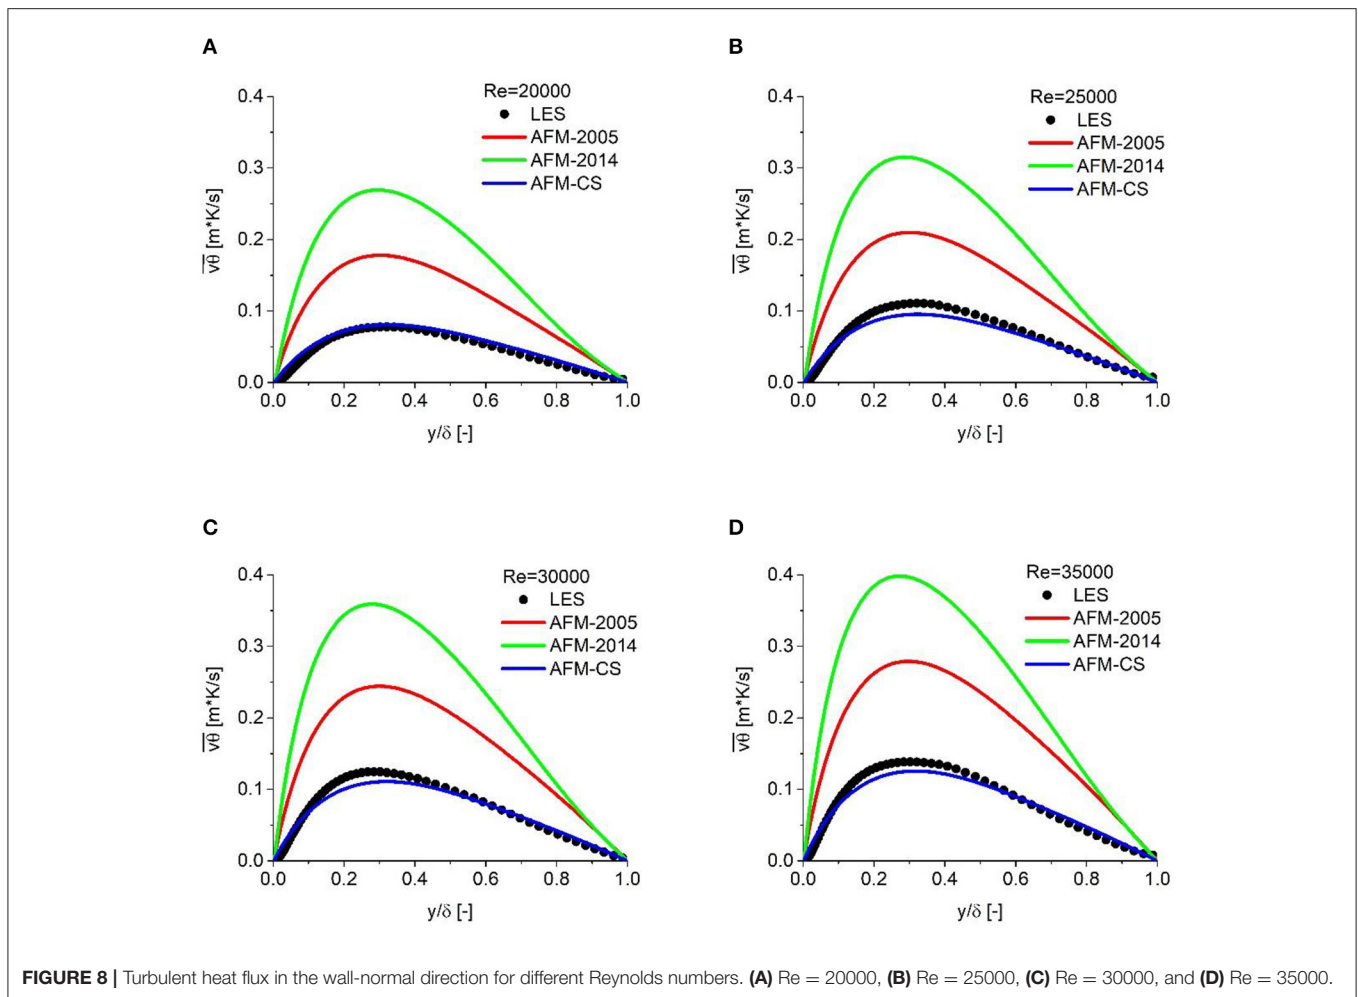 A
Re=20000
LES
AFM-2005
AFM-2014
AFM-CS
0.4
0.3
0.2
0.1
0.0
vθ [m*K/s]
0.0 0.2 0.4 0.6 0.8 1.0
y/δ [-]
B
Re=25000
LES
AFM-2005
AFM-2014
AFM-CS
0.4
0.3
0.2
0.1
0.0
vθ [m*K/s]
0.0 0.2 0.4 0.6 0.8 1.0
y/δ [-]
C
Re=30000
LES
AFM-2005
AFM-2014
AFM-CS
0.4
0.3
0.2
0.1
0.0
vθ [m*K/s]
0.0 0.2 0.4 0.6 0.8 1.0
y/δ [-]
D
Re=35000
LES
AFM-2005
AFM-2014
AFM-CS
0.4
0.3
0.2
0.1
0.0
vθ [m*K/s]
0.0 0.2 0.4 0.6 0.8 1.0
y/δ [-]
FIGURE 8 | Turbulent heat flux in the wall-normal direction for different Reynolds numbers. (A) Re = 20000, (B) Re = 25000, (C) Re = 30000, and (D) Re = 35000.